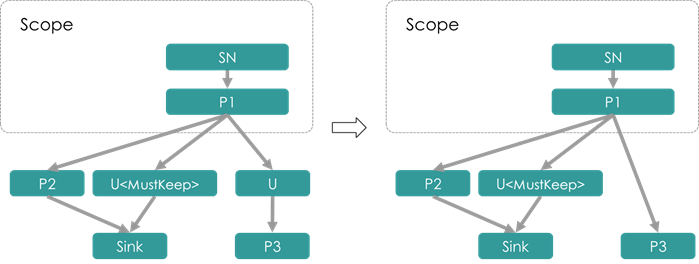 Scope
SN
P1
P2
U<MustKeep>
U
Sink
P3
Scope
SN
P1
P2
U<MustKeep>
Sink
P3